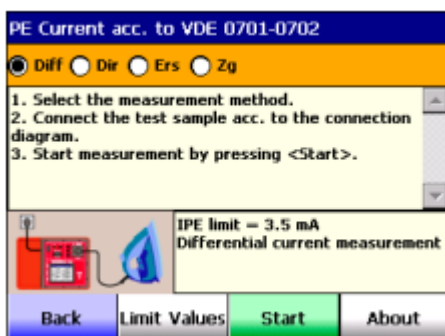 PE Current acc. to VDE 0701-0702
Diff Dir Ers Zg
1. Select the measurement method.
2. Connect the test sample acc. to the connection
diagram.
3. Start measurement by pressing <Start>.
IPE limit = 3.5 mA
Differential current measurement
Back Limit Values Start About